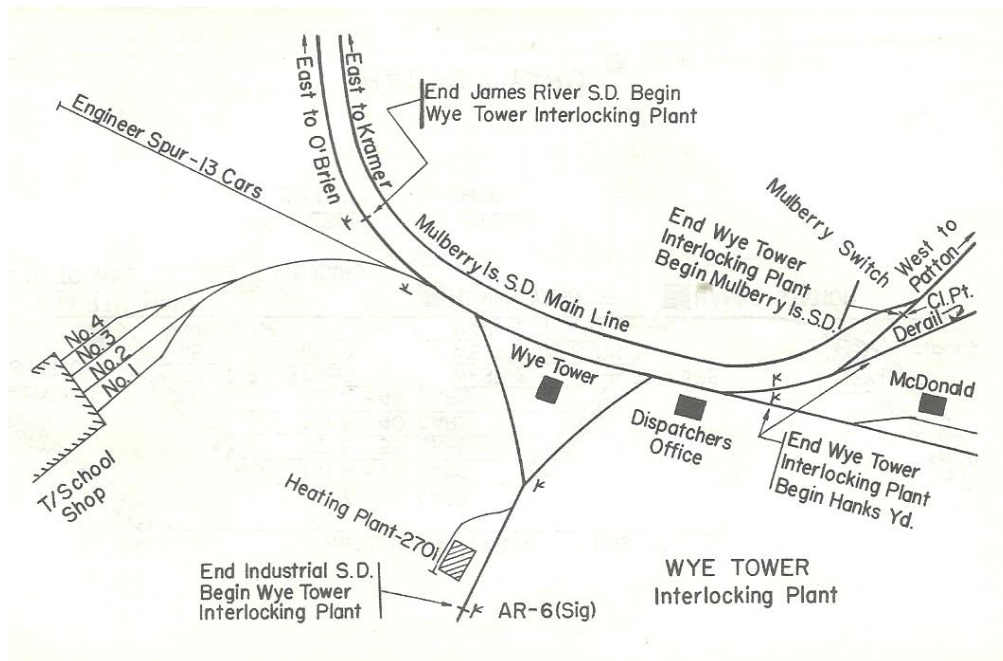 East to O'Brien
East to Kramer
End James River S.D. Begin
Wye Tower Interlocking Plant
Engineer Spur-13 Cars
Mulberry Is. S.D. Main Line
Mulberry Switch
End Wye Tower
Interlocking Plant
Begin Mulberry Is. S.D.
West to
Patton
Cl. Pt.
Derail
No. 4
No. 3
No. 2
No. 1
T/School
Shop
Wye Tower
Dispatchers
Office
McDonald
End Wye Tower
Interlocking Plant
Begin Hanks Yd.
Heating Plant-270
End Industrial S.D.
Begin Wye Tower
Interlocking Plant
AR-6(Sig)
WYE TOWER
Interlocking Plant